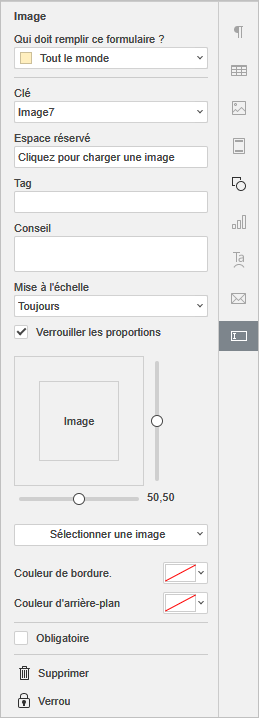 Image
Qui doit remplir ce formulaire ?
Tout le monde
Clé
Image7
Espace réservé
Cliquez pour charger une image
Tag
Conseil
Mise à l'échelle
Toujours
Verrouiller les proportions
Image
50,50
Sélectionner une image
Couleur de bordure.
Couleur d'arrière-plan
Obligatoire
Supprimer
Verrou
Ta